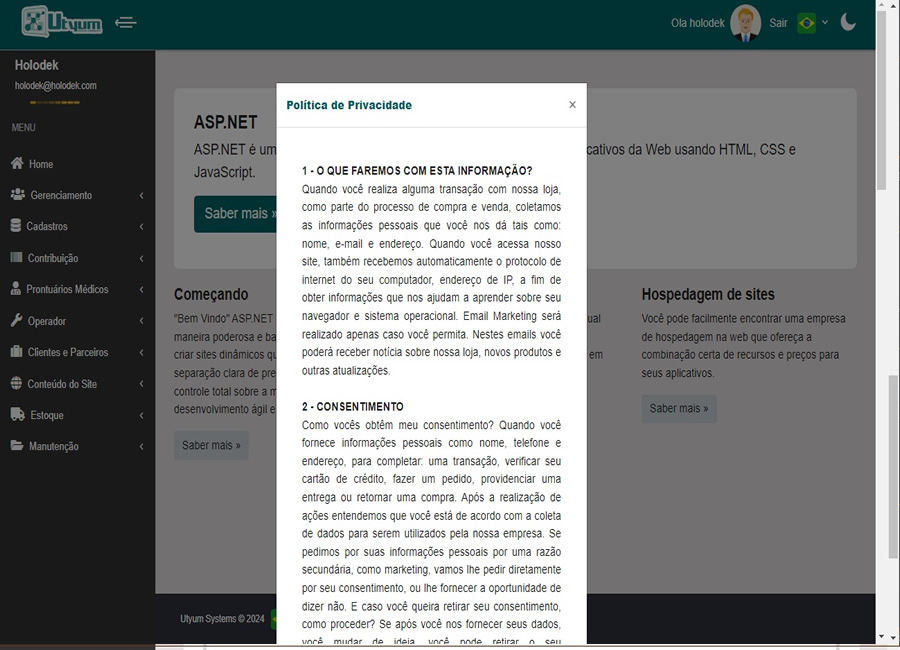 Utyum
Ola holodek
Sair
Holodek
holodek@holodek.com
MENU
Home
Gerenciamento
Cadastros
Contribuição
Prontuários Médicos
Operador
Clientes e Parceiros
Conteúdo do Site
Estoque
Manutenção
ASP.NET
ASP.NET é um
cativos da Web usando HTML, CSS e
JavaScript.
Saber mais »
Começando
"Bem Vindo" ASP.NET
maneira poderosa e ba
criar sites dinâmicos qu
separação clara de pre
controle total sobre a m
desenvolvimento ágil e
Saber mais »
ual
em
Hospedagem de sites
Você pode facilmente encontrar uma empresa
de hospedagem na web que ofereça a
combinação certa de recursos e preços para
seus aplicativos.
Saber mais »
Utyum Systems © 2024
Política de Privacidade
×
1 - O QUE FAREMOS COM ESTA INFORMAÇÃO?
Quando você realiza alguma transação com nossa loja,
como parte do processo de compra e venda, coletamos
as informações pessoais que você nos dá tais como:
nome, e-mail e endereço. Quando você acessa nosso
site, também recebemos automaticamente o protocolo de
internet do seu computador, endereço de IP, a fim de
obter informações que nos ajudam a aprender sobre seu
navegador e sistema operacional. Email Marketing será
realizado apenas caso você permita. Nestes emails você
poderá receber notícia sobre nossa loja, novos produtos e
outras atualizações.
2 - CONSENTIMENTO
Como vocês obtêm meu consentimento? Quando você
fornece informações pessoais como nome, telefone e
endereço, para completar: uma transação, verificar seu
cartão de crédito, fazer um pedido, providenciar uma
entrega ou retornar uma compra. Após a realização de
ações entendemos que você está de acordo com a coleta
de dados para serem utilizados pela nossa empresa. Se
pedimos por suas informações pessoais por uma razão
secundária, como marketing, vamos lhe pedir diretamente
por seu consentimento, ou lhe fornecer a oportunidade de
dizer não. E caso você queira retirar seu consentimento,
como proceder? Se após você nos fornecer seus dados,
você mudar de ideia, você pode retirar o seu